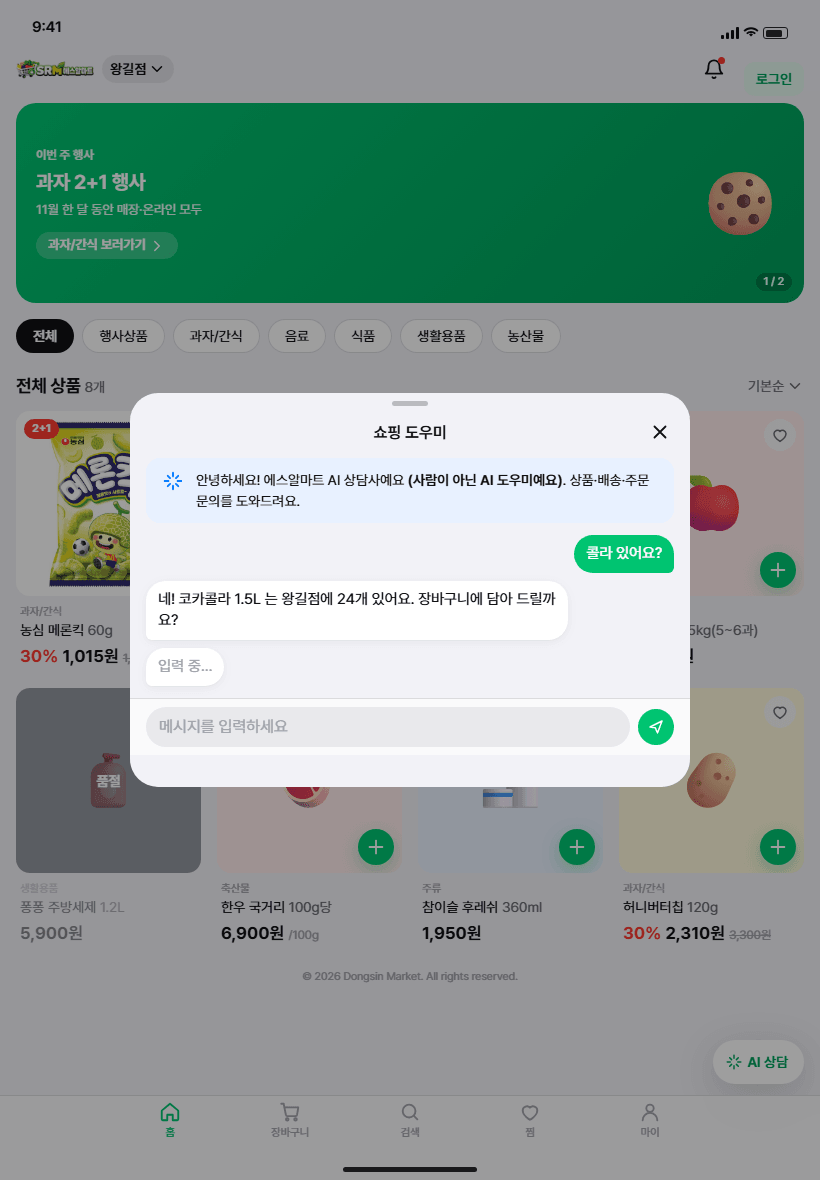 9:41
SRM에스알마트
왕길점
로그인
이번 주 행사
과자 2+1 행사
11월 한 달 동안 매장·온라인 모두
과자/간식 보러가기
1 / 2
전체
행사상품
과자/간식
음료
식품
생활용품
농산물
전체 상품 8개
기본순
2+1
농심
쇼핑 도우미
안녕하세요! 에스알마트 AI 상담사예요 (사람이 아닌 AI 도우미예요). 상품·배송·주문
문의를 도와드려요.
콜라 있어요?
네! 코카콜라 1.5L 는 왕길점에 24개 있어요. 장바구니에 담아 드릴까
요?
입력 중...
메시지를 입력하세요
과자/간식
농심 메론킥 60g
30% 1,015원
5kg(5~6과)
품절
생활용품
퐁퐁 주방세제 1.2L
5,900원
축산물
한우 국거리 100g당
6,900원 /100g
주류
참이슬 후레쉬 360ml
1,950원
과자/간식
허니버터칩 120g
30% 2,310원 3,300원
© 2026 Dongsin Market. All rights reserved.
AI 상담
홈
장바구니
검색
찜
마이